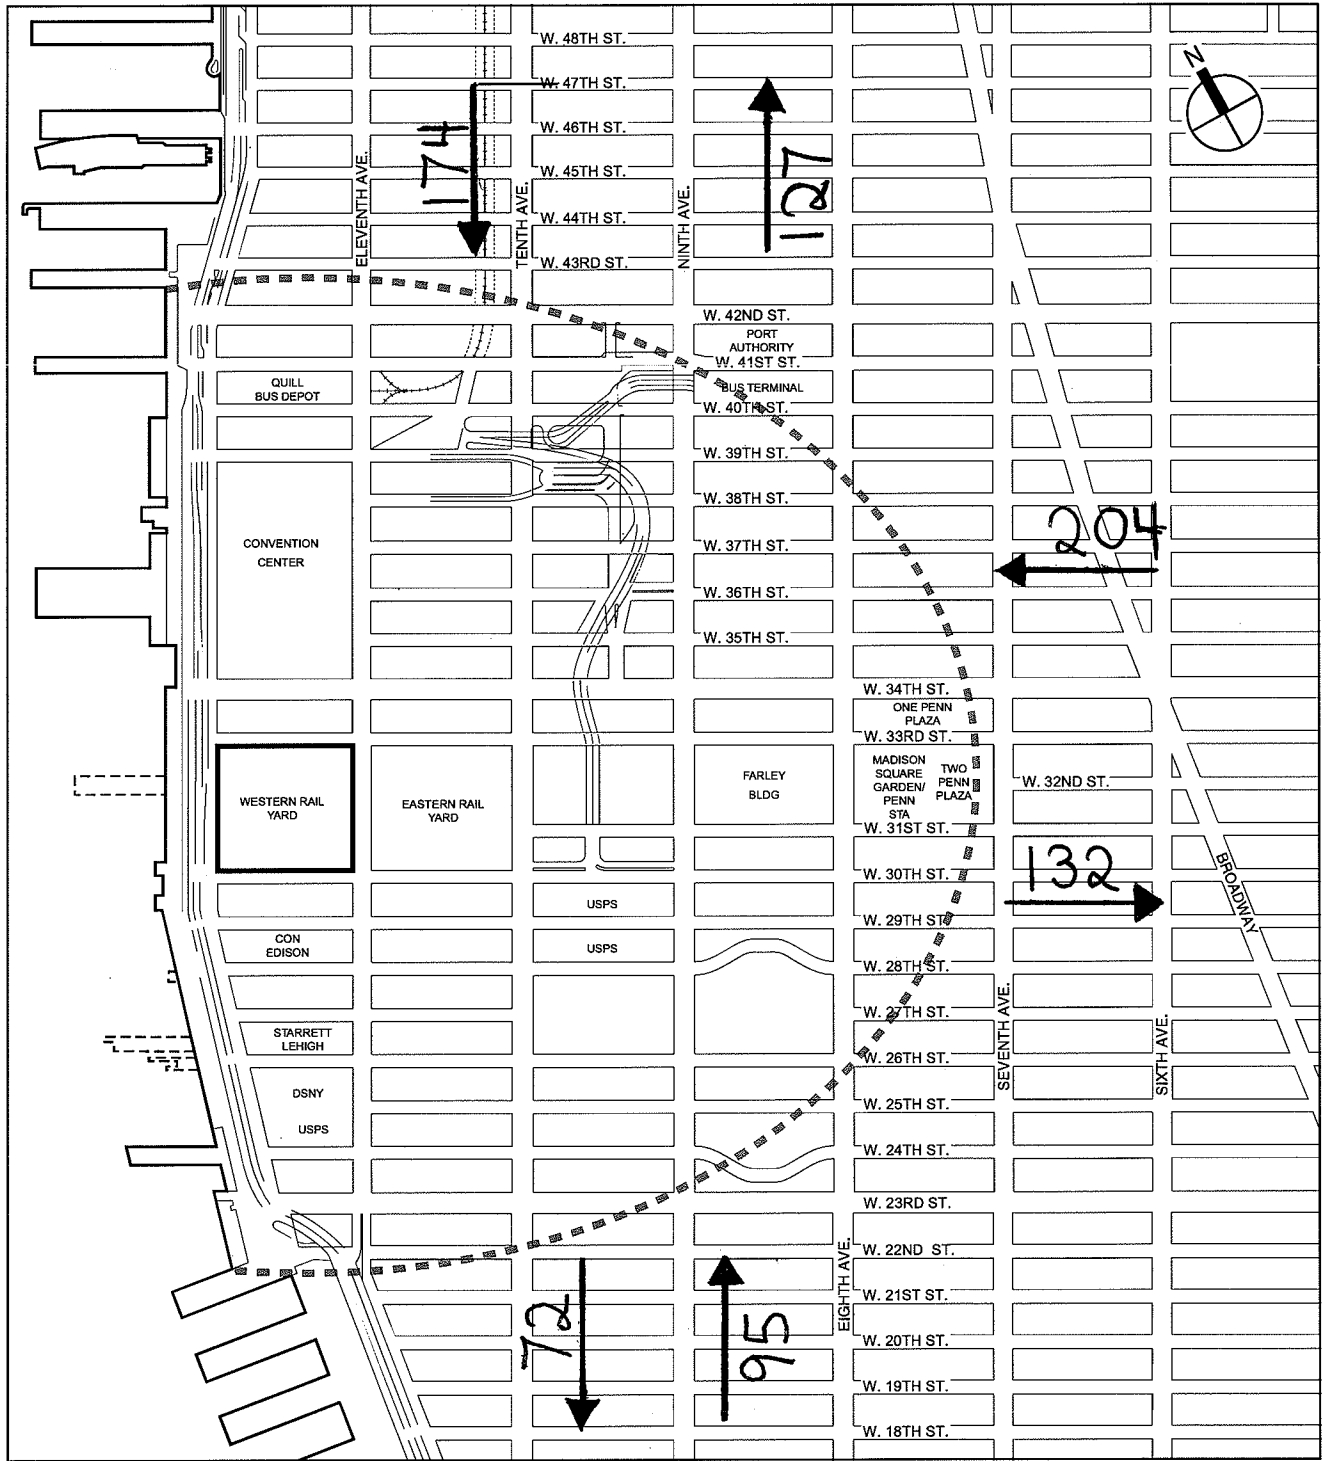 W. 48TH ST.
W. 47TH ST.
W. 46TH ST.
W. 45TH ST.
W. 44TH ST.
W. 43RD ST.
174
127
N
ELEVENTH AVE.
TENTH AVE.
NINTH AVE.
W. 42ND ST.
PORT
AUTHORITY
W. 41ST ST.
BUS TERMINAL
W. 40TH ST.
QUILL
BUS DEPOT
W. 39TH ST.
W. 38TH ST.
W. 37TH ST.
W. 36TH ST.
W. 35TH ST.
204
CONVENTION
CENTER
W. 34TH ST.
ONE PENN
PLAZA
W. 33RD ST.
MADISON
SQUARE
GARDEN/
PENN
STA
TWO
PENN
PLAZA
W. 32ND ST.
W. 31ST ST.
FARLEY
BLDG
WESTERN RAIL
YARD
EASTERN RAIL
YARD
W. 30TH ST.
132
BROADWAY
USPS
W. 29TH ST.
CON
EDISON
USPS
W. 28TH ST.
W. 27TH ST.
SEVENTH AVE.
SIXTH AVE.
STARRETT
LEHIGH
W. 26TH ST.
DSNY
USPS
W. 25TH ST.
W. 24TH ST.
W. 23RD ST.
W. 22ND ST.
EIGHTH AVE.
W. 21ST ST.
72
95
W. 20TH ST.
W. 19TH ST.
W. 18TH ST.